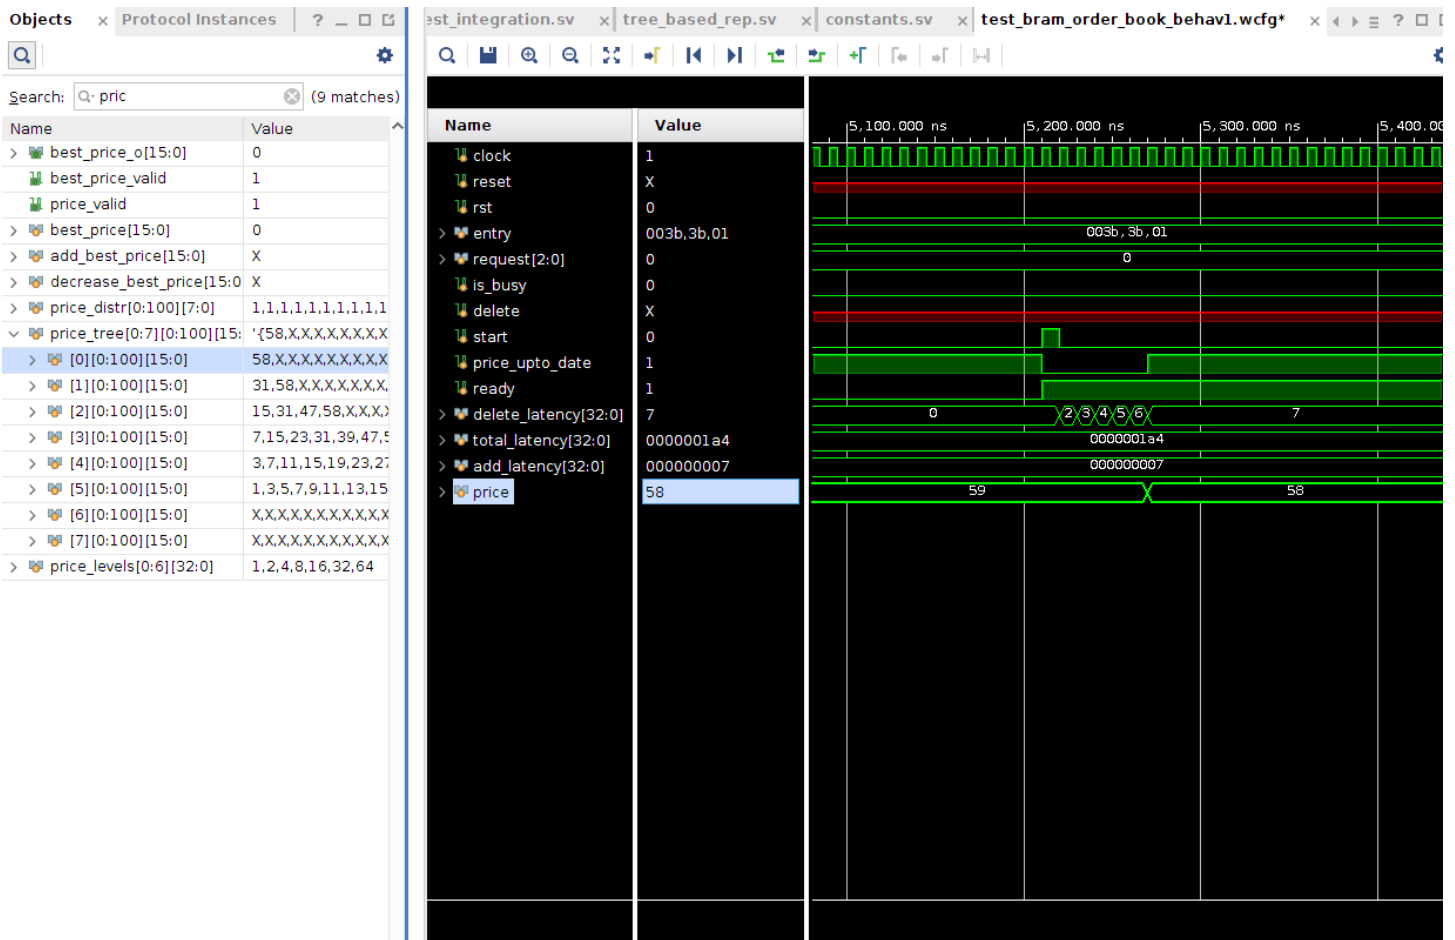 Objects × Protocol Instances ?
Search: pric (9 matches)
Name Value
best_price_o[15:0] 0
best_price_valid 1
price_valid 1
best_price[15:0] 0
add_best_price[15:0] X
decrease_best_price[15:0 X
price_distr[0:100][7:0] 1,1,1,1,1,1,1,1,1,1
price_tree[0:7][0:100][15: '{58,X,X,X,X,X,X,X,X
[0][0:100][15:0] 58,X,X,X,X,X,X,X,X,X
[1][0:100][15:0] 31,58,X,X,X,X,X,X,X,
[2][0:100][15:0] 15,31,47,58,X,X,X,
[3][0:100][15:0] 7,15,23,31,39,47,5
[4][0:100][15:0] 3,7,11,15,19,23,27
[5][0:100][15:0] 1,3,5,7,9,11,13,15
[6][0:100][15:0] X,X,X,X,X,X,X,X,X,X,X
[7][0:100][15:0] X,X,X,X,X,X,X,X,X,X,X
price_levels[0:6][32:0] 1,2,4,8,16,32,64
est_integration.sv × tree_based_rep.sv × constants.sv × test_bram_order_book_behav1.wcfg* × ?
Name Value
5,100.000 ns 5,200.000 ns 5,300.000 ns 5,400.00
clock 1
reset X
rst 0
entry 003b,3b,01 003b,3b,01
request[2:0] 0 0
is_busy 0
delete X
start 0
price_upto_date 1
ready 1
delete_latency[32:0] 7 0 2 3 4 5 6 7
total_latency[32:0] 0000001a4 0000001a4
add_latency[32:0] 000000007 000000007
price 58 59 58